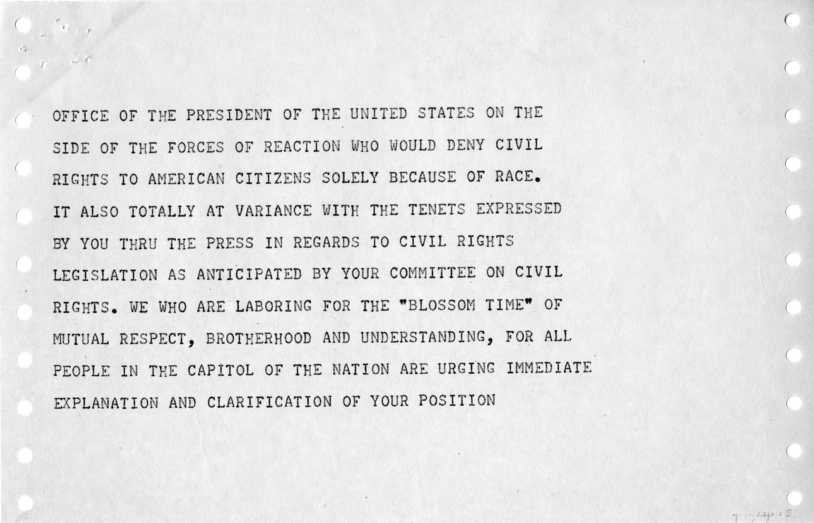 OFFICE OF THE PRESIDENT OF THE UNITED STATES ON THE
SIDE OF THE FORCES OF REACTION WHO WOULD DENY CIVIL
RIGHTS TO AMERICAN CITIZENS SOLELY BECAUSE OF RACE.
IT ALSO TOTALLY AT VARIANCE WITH THE TENETS EXPRESSED
BY YOU THRU THE PRESS IN REGARDS TO CIVIL RIGHTS
LEGISLATION AS ANTICIPATED BY YOUR COMMITTEE ON CIVIL
RIGHTS. WE WHO ARE LABORING FOR THE "BLOSSOM TIME" OF
MUTUAL RESPECT, BROTHERHOOD AND UNDERSTANDING, FOR ALL
PEOPLE IN THE CAPITOL OF THE NATION ARE URGING IMMEDIATE
EXPLANATION AND CLARIFICATION OF YOUR POSITION